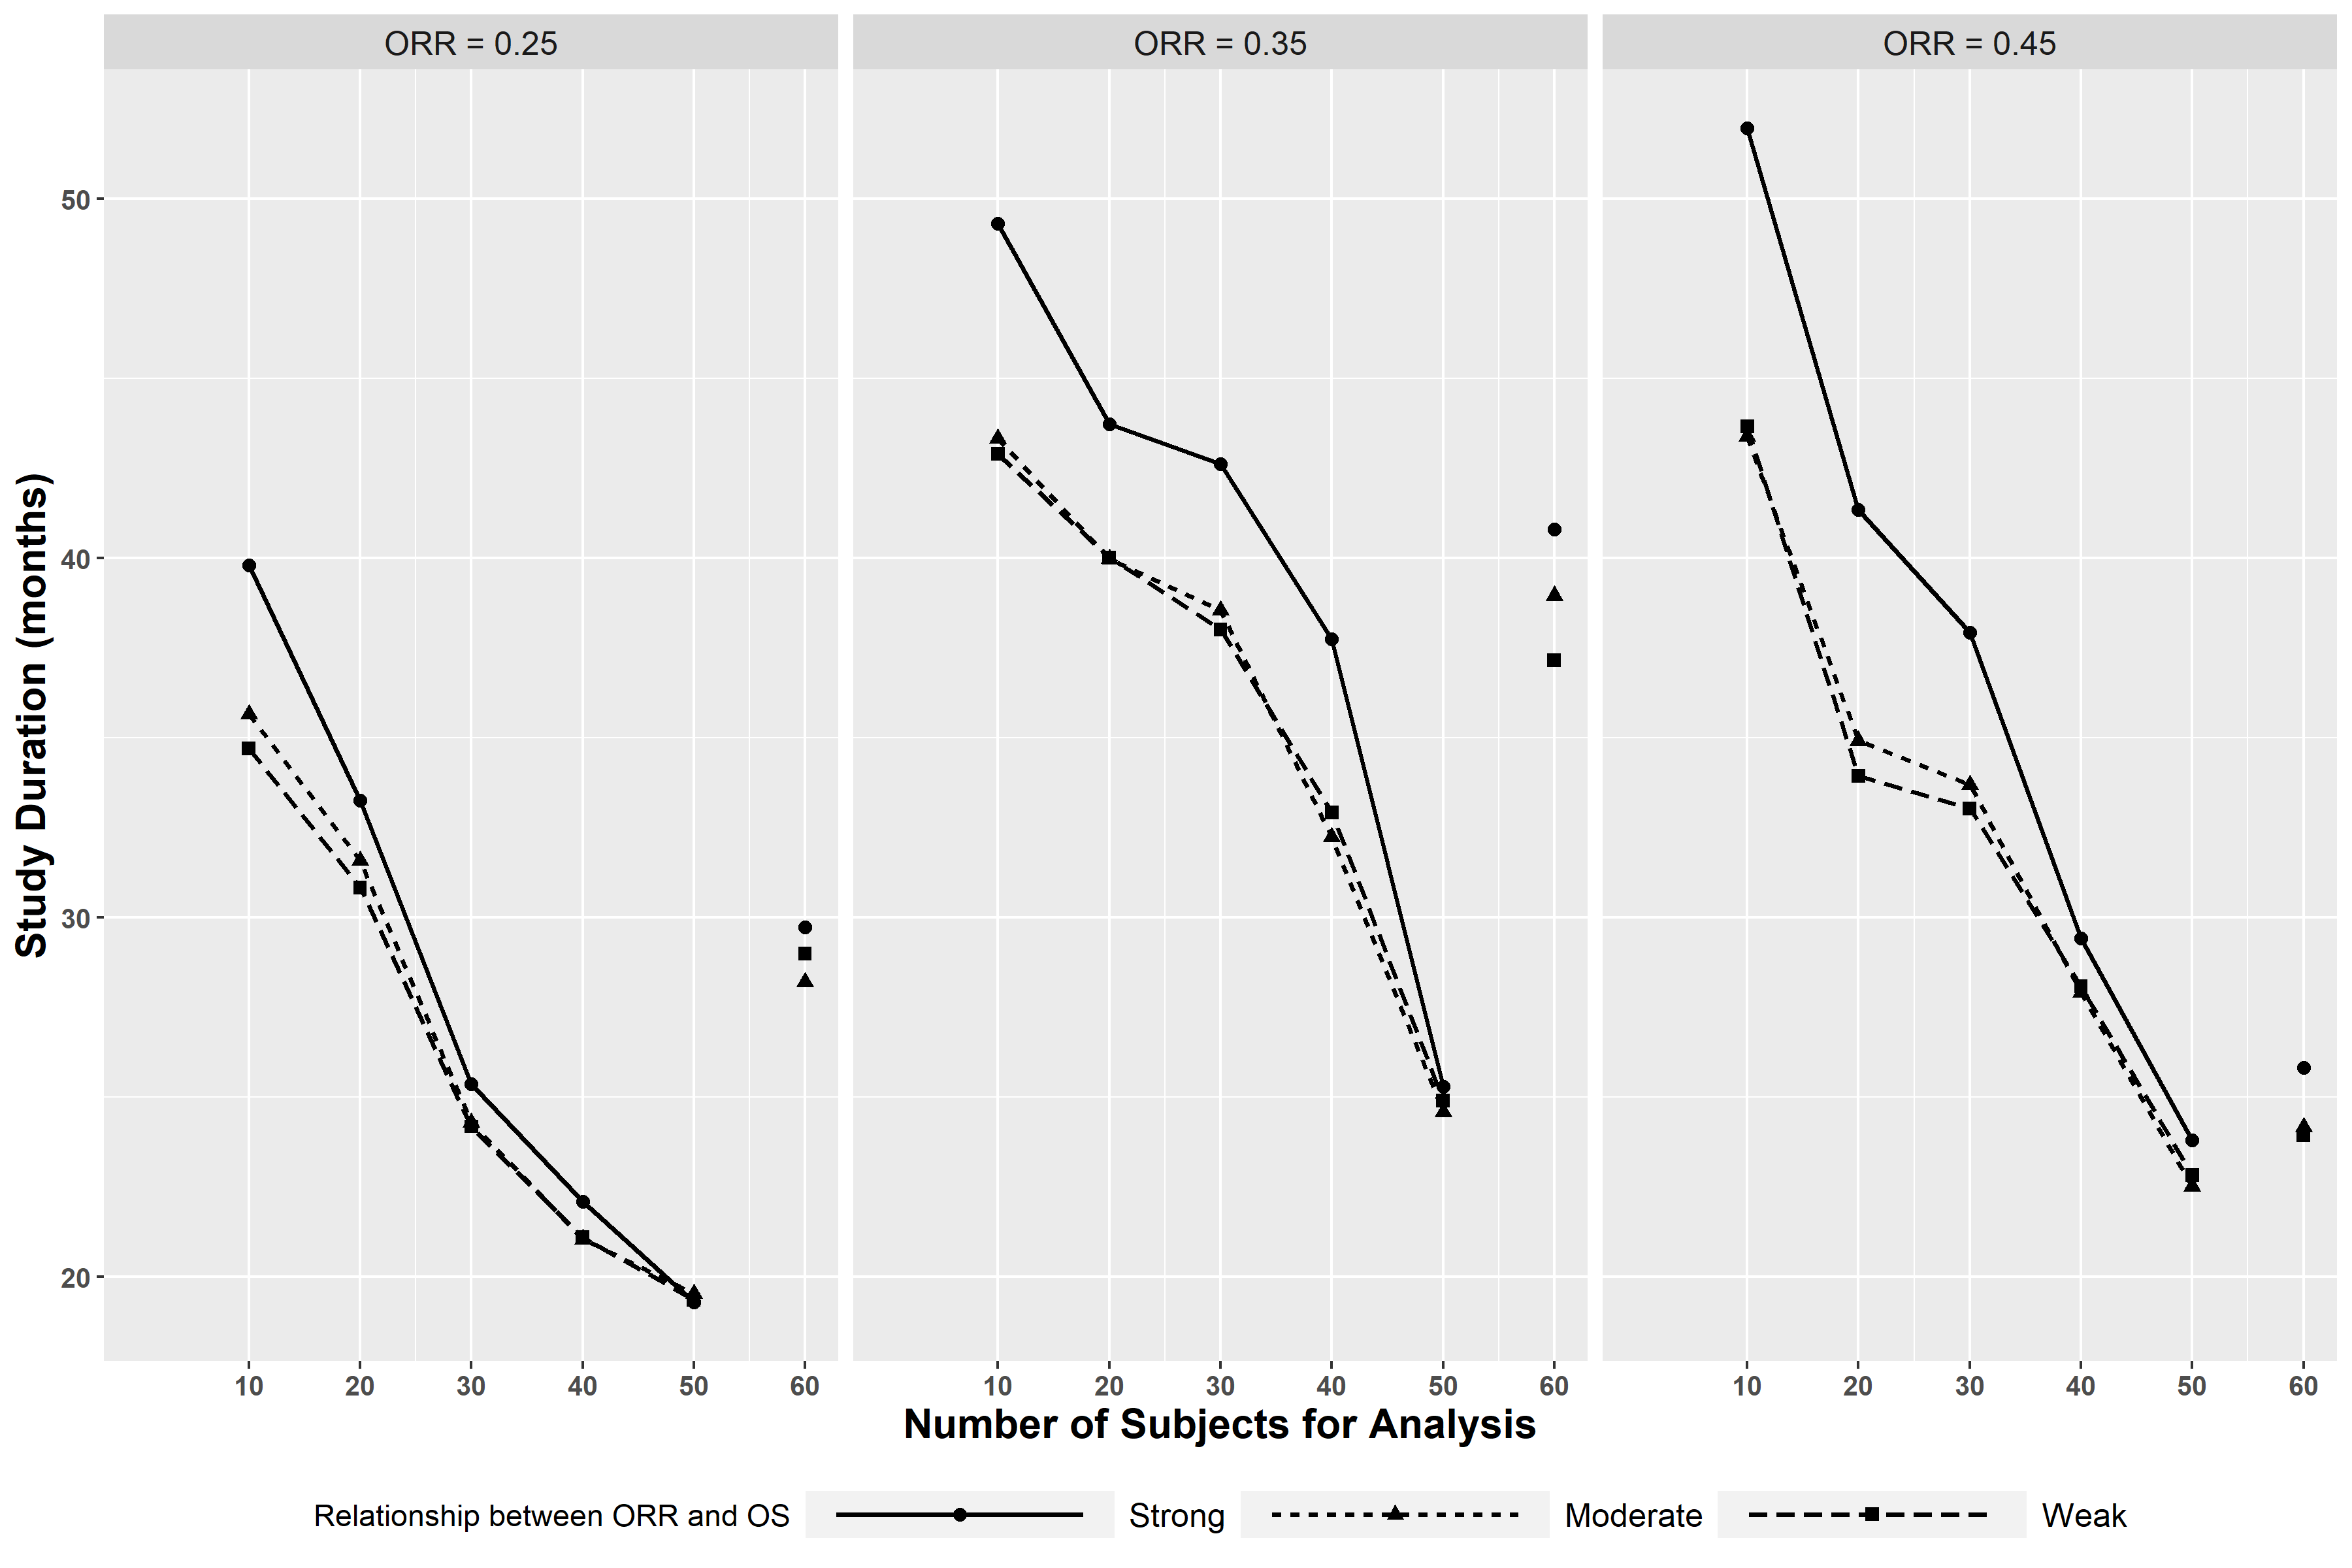 ORR = 0.25 ORR = 0.35 ORR = 0.45
50
40
30
20
Study Duration (months)
10 20 30 40 50 60 10 20 30 40 50 60 10 20 30 40 50 60
Number of Subjects for Analysis
Relationship between ORR and OS Strong Moderate Weak